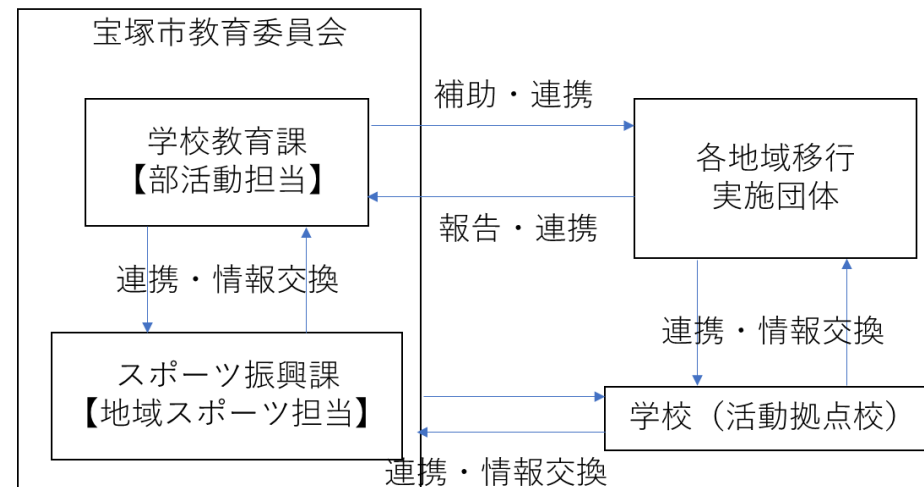 宝塚市教育委員会
補助・連携
学校教育課
【部活動担当】
各地域移行
実施団体
報告・連携
連携・情報交換
連携・情報交換
スポーツ振興課
【地域スポーツ担当】
学校（活動拠点校）
連携・情報交換